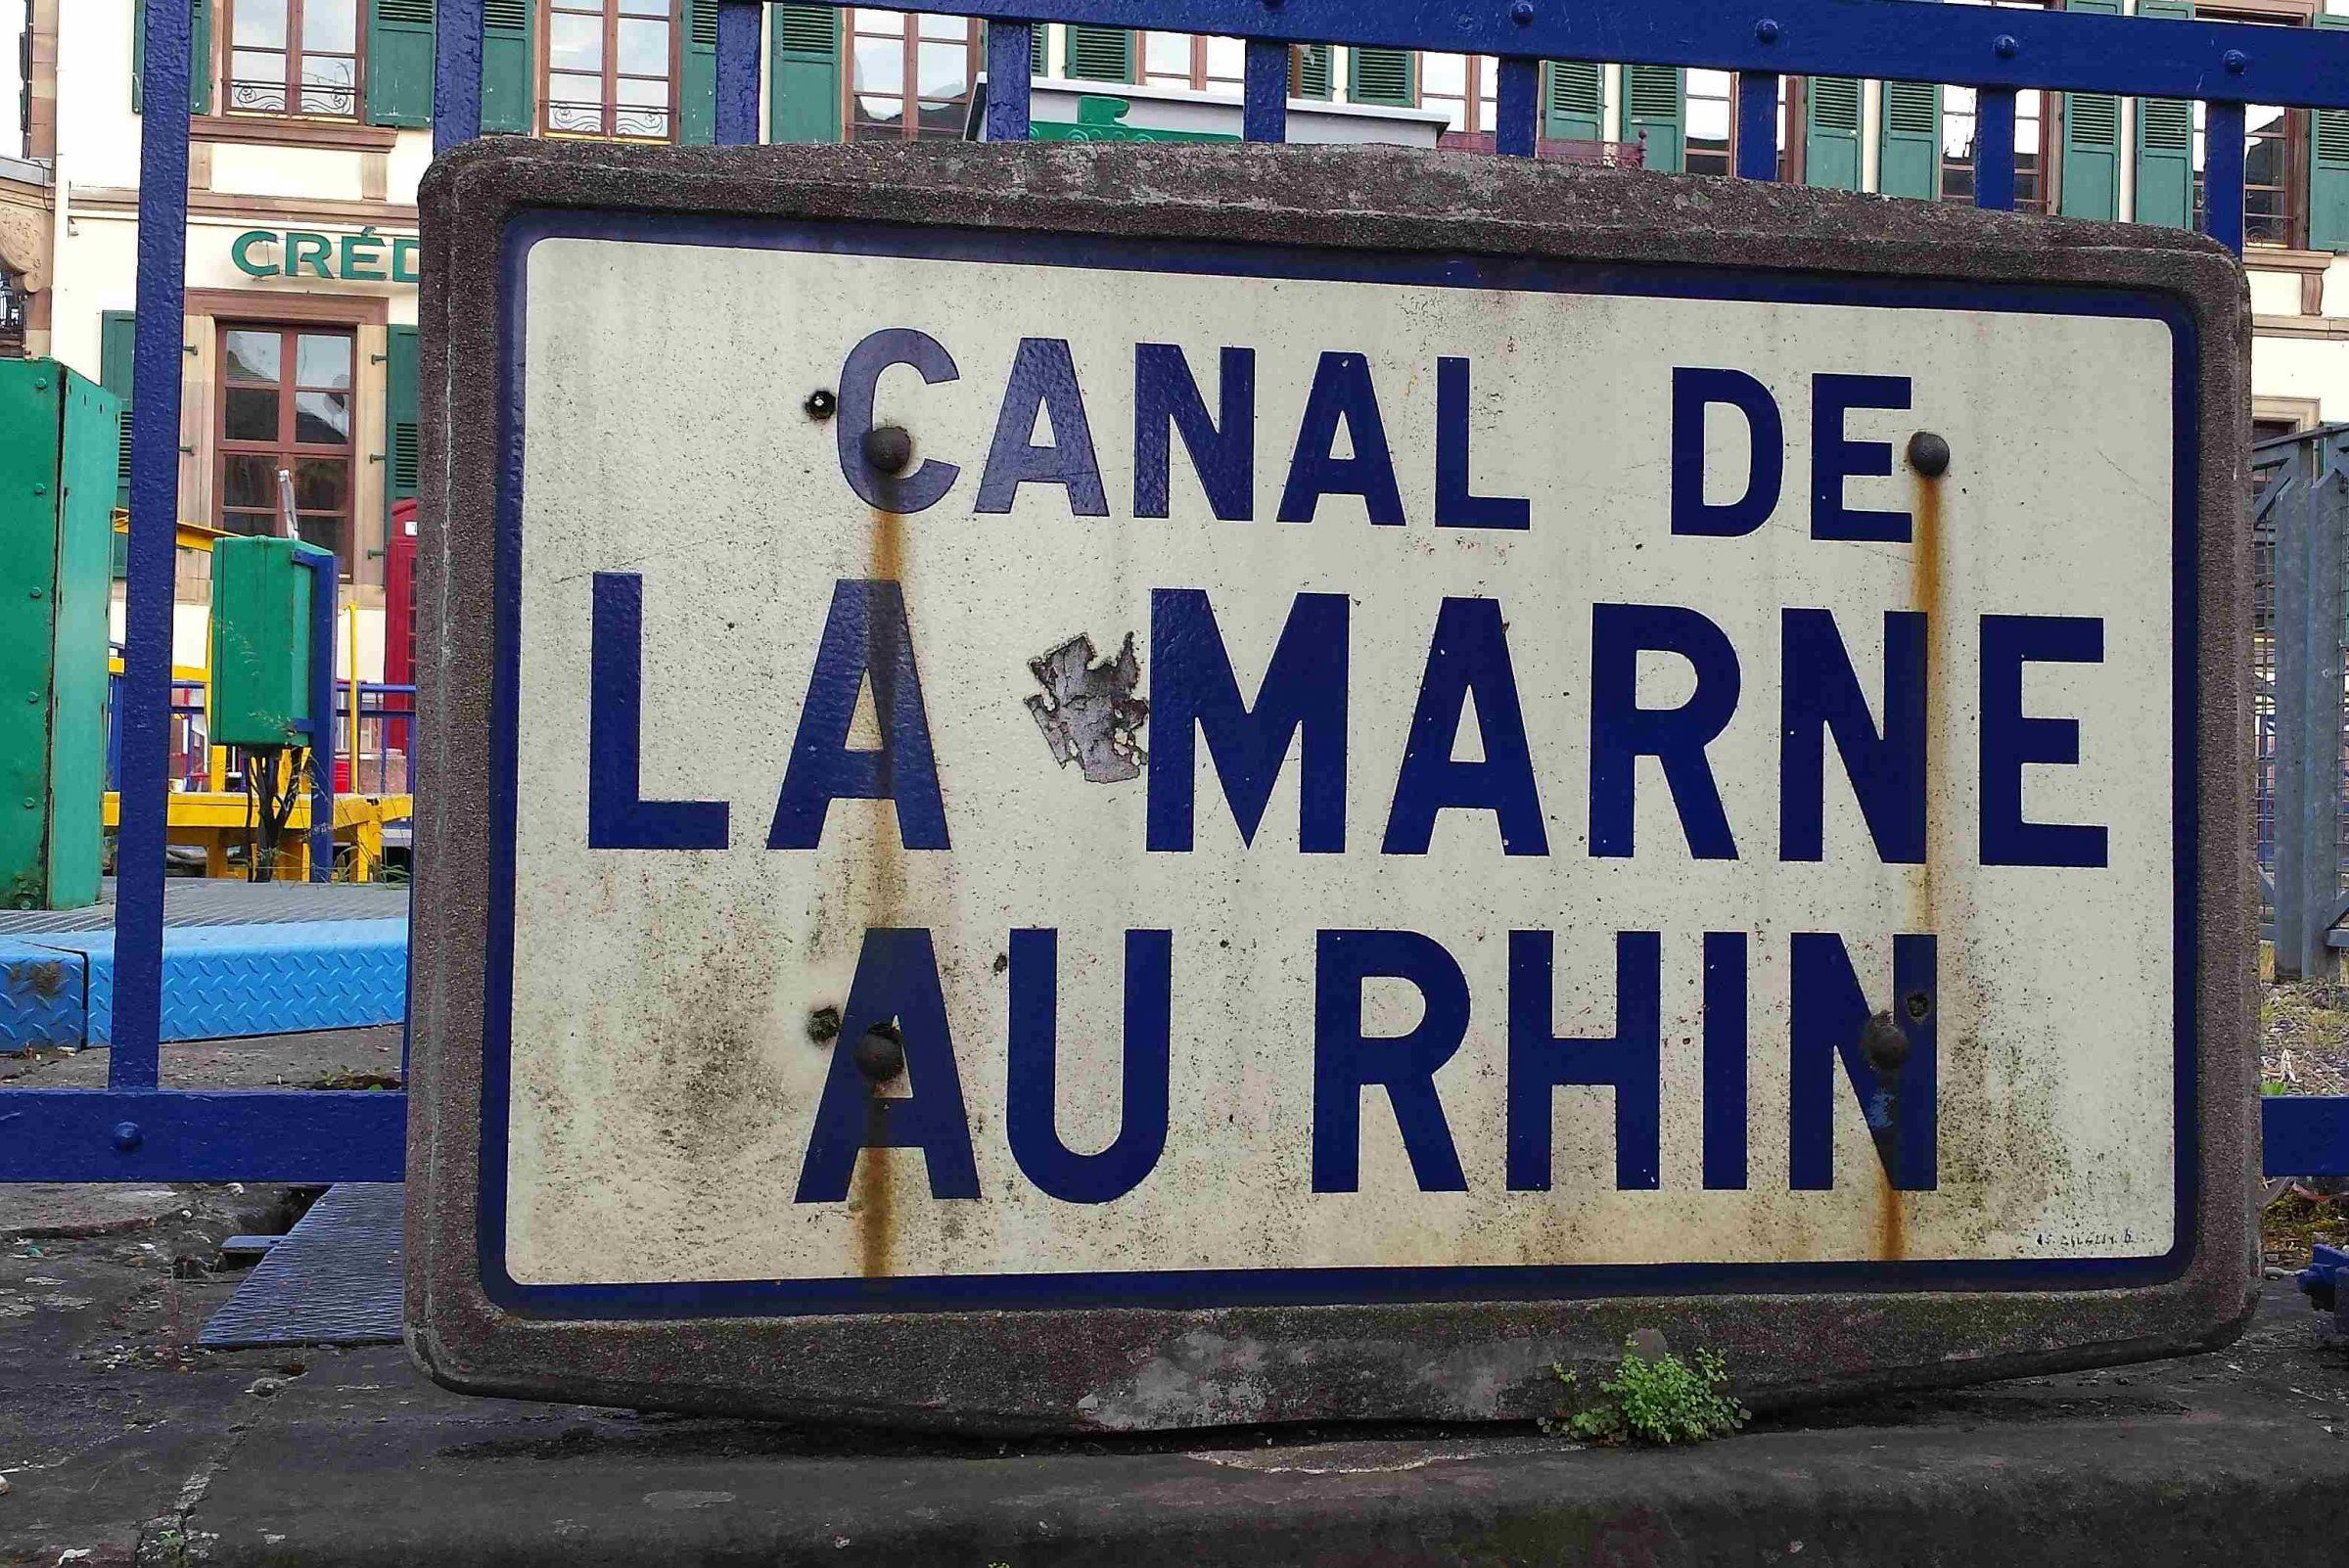 CRÉD
CANAL DE
LA MARNE
AU RHIN